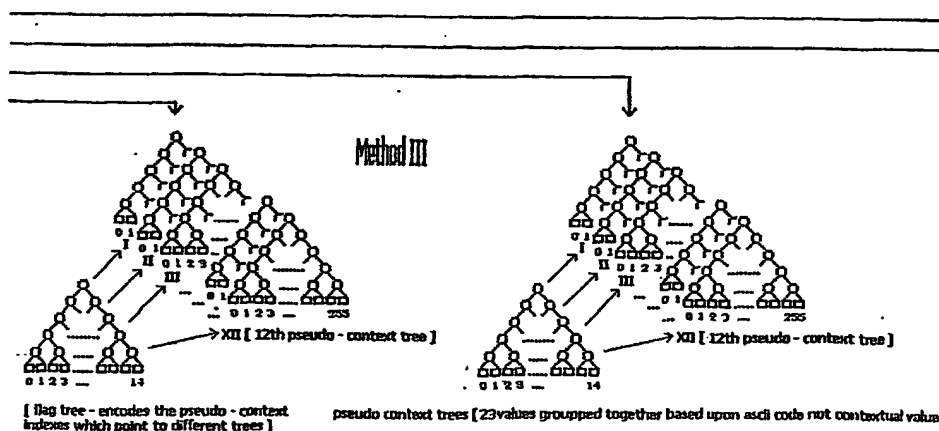 Method III
0 1
I
0 1
II
0 1 2 3
III
0 1
0 1 2 3 .... 255
XII [ 12th pseudo - context tree ]
0 1 2 3 ... 14
[ flag tree - encodes the pseudo - context
indexes which point to different trees ]
0 1
I
0 1
II
0 1 2 3
III
0 1
0 1 2 3 .... 255
XII [ 12th pseudo - context tree ]
0 1 2 3 ... 14
pseudo context trees [ 23values groupped together based upon ascii code not contextual value